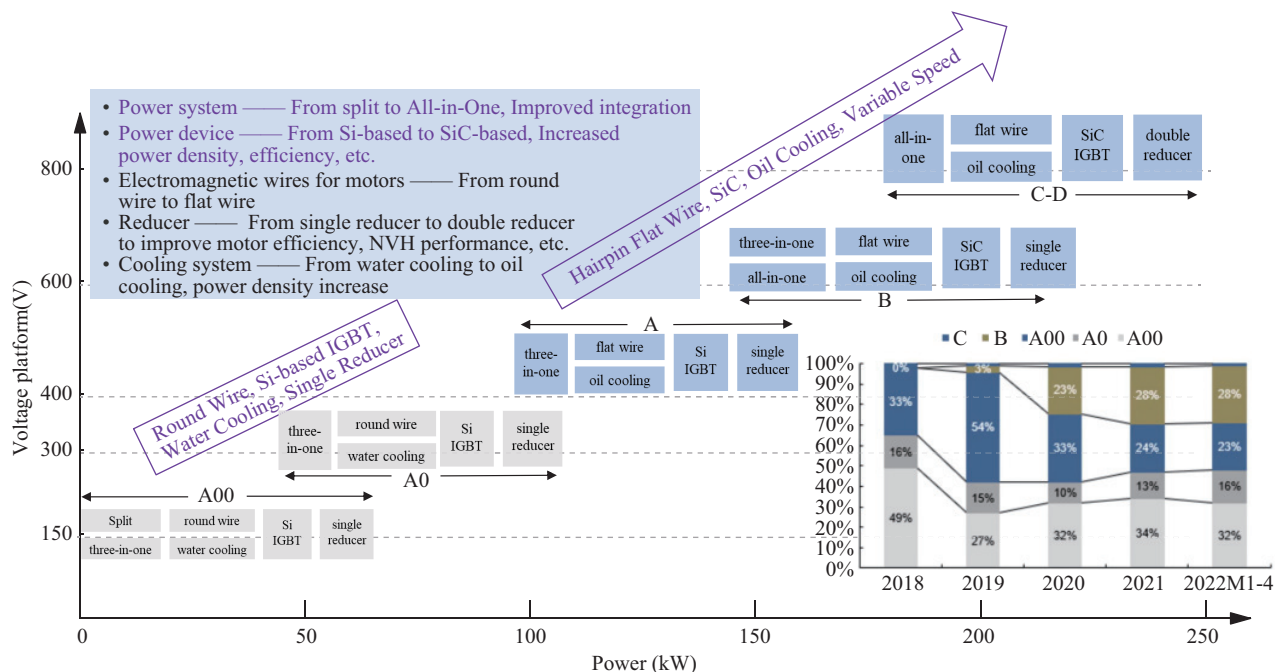 • Power system —— From split to All-in-One, Improved integration
• Power device —— From Si-based to SiC-based, Increased
power density, efficiency, etc.
• Electromagnetic wires for motors —— From round
wire to flat wire
• Reducer —— From single reducer to double reducer
to improve motor efficiency, NVH performance, etc.
• Cooling system —— From water cooling to oil
cooling, power density increase
Hairpin Flat Wire, SiC, Oil Cooling, Variable Speed
Round Wire, Si-based IGBT,
Water Cooling, Single Reducer
Voltage platform(V)
800
600
400
300
150
all-in-
one
flat wire
oil cooling
SiC
IGBT
double
reducer
C-D
three-in-one
all-in-one
flat wire
oil cooling
SiC
IGBT
single
reducer
B
A
three-
in-one
flat wire
oil cooling
Si
IGBT
single
reducer
three-
in-one
round wire
water cooling
Si
IGBT
single
reducer
A0
A00
Split
three-in-one
round wire
water cooling
Si
IGBT
single
reducer
C B A00 A0 A00
100%
90%
80%
70%
60%
50%
40%
30%
20%
10%
0%
0%
33%
16%
49%
3%
54%
15%
27%
23%
33%
10%
32%
28%
24%
13%
34%
28%
23%
16%
32%
2018 2019 2020 2021 2022M1-4
0 50 100 150 200 250
Power (kW)